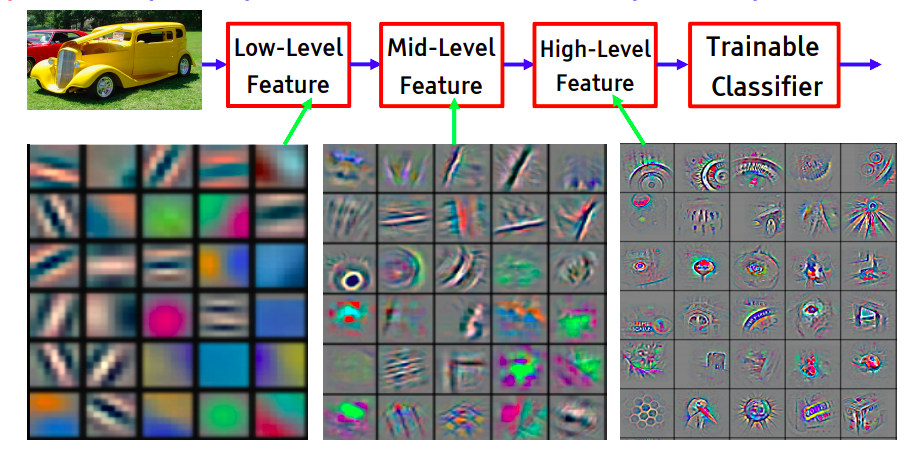 Low-Level
Feature
Mid-Level
Feature
High-Level
Feature
Trainable
Classifier